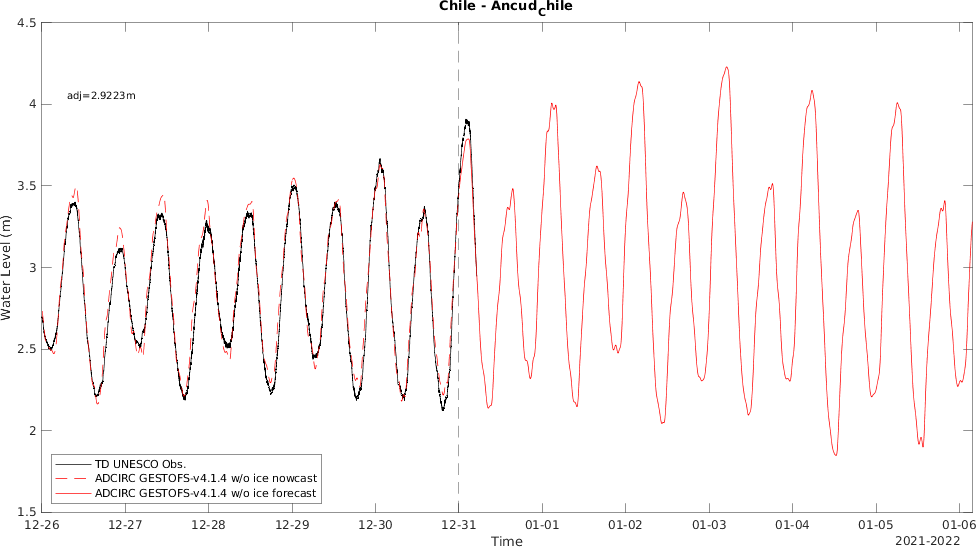 Chile - Ancud_Chile
4.5
4
3.5
3
2.5
2
1.5
Water Level (m)
adj=2.9223m
TD UNESCO Obs.
ADCIRC GESTOFS-v4.1.4 w/o ice nowcast
ADCIRC GESTOFS-v4.1.4 w/o ice forecast
12-26 12-27 12-28 12-29 12-30 12-31 01-01 01-02 01-03 01-04 01-05 01-06
Time
2021-2022